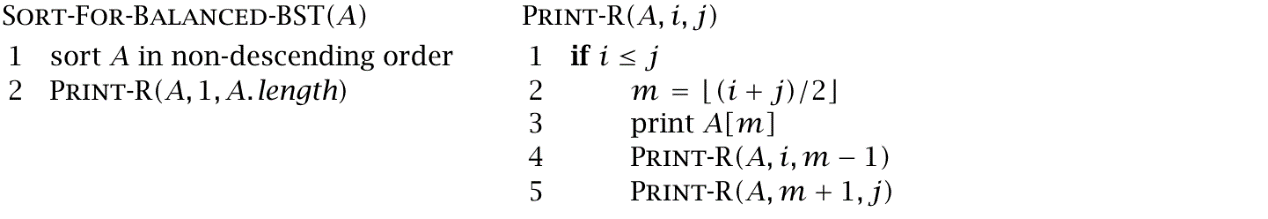 SORT-FOR-BALANCED-BST(A)
1 sort A in non-descending order
2 PRINT-R(A, 1, A.length)
PRINT-R(A, i, j)
1 if i ≤ j
2 m = ⌊(i + j)/2⌋
3 print A[m]
4 PRINT-R(A, i, m − 1)
5 PRINT-R(A, m + 1, j)